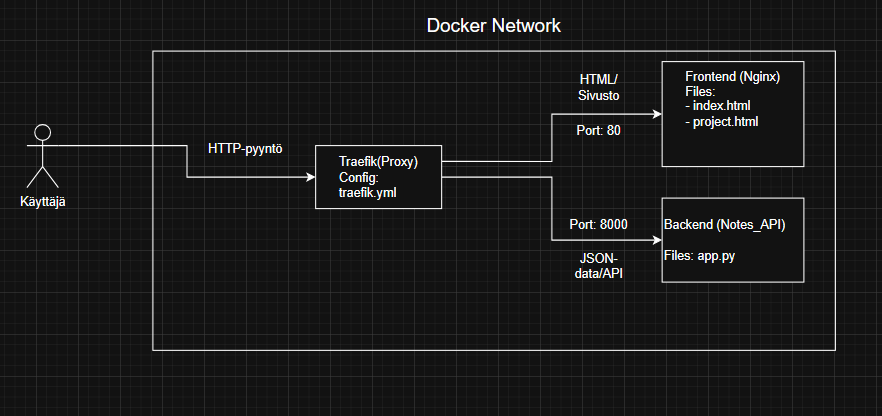 Docker Network
Käyttäjä
HTTP-pyyntö
Traefik(Proxy)
Config:
traefik.yml
HTML/
Sivusto
Port: 80
Frontend (Nginx)
Files:
- index.html
- project.html
Port: 8000
JSON-
data/API
Backend (Notes_API)
Files: app.py